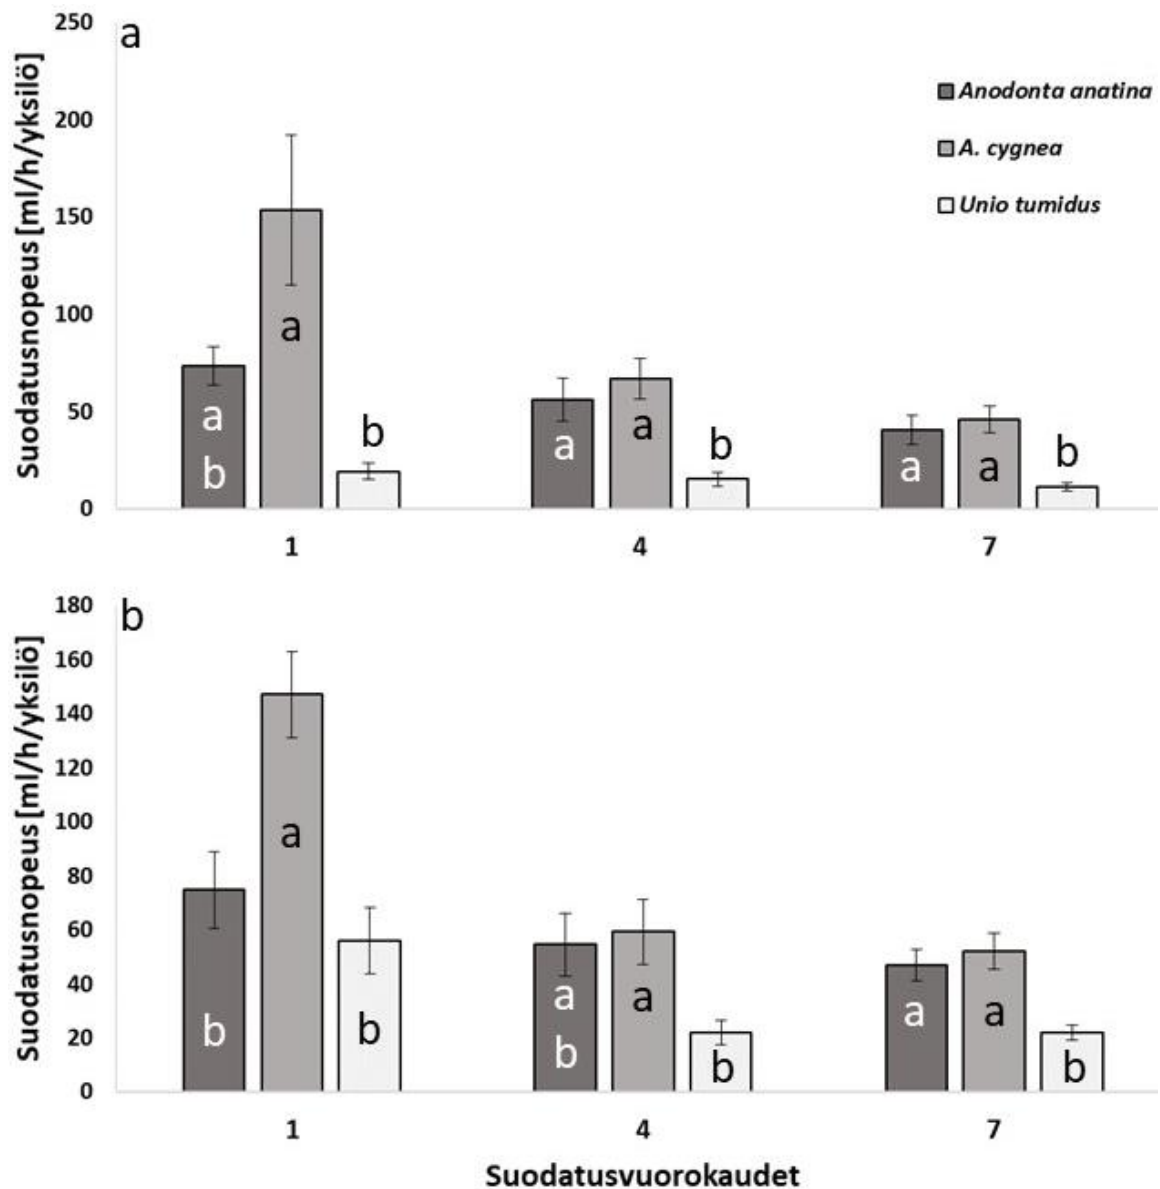 a
250
200
150
100
50
0
Suodatusnopeus [ml/h/yksilö]
Anodonta anatina
A. cygnea
Unio tumidus
a
b
a
b
a
a
b
a
a
b
1 4 7
b
180
160
140
120
100
80
60
40
20
0
Suodatusnopeus [ml/h/yksilö]
b
a
b
a
b
a
b
a
a
b
1 4 7
Suodatusvuorokaudet